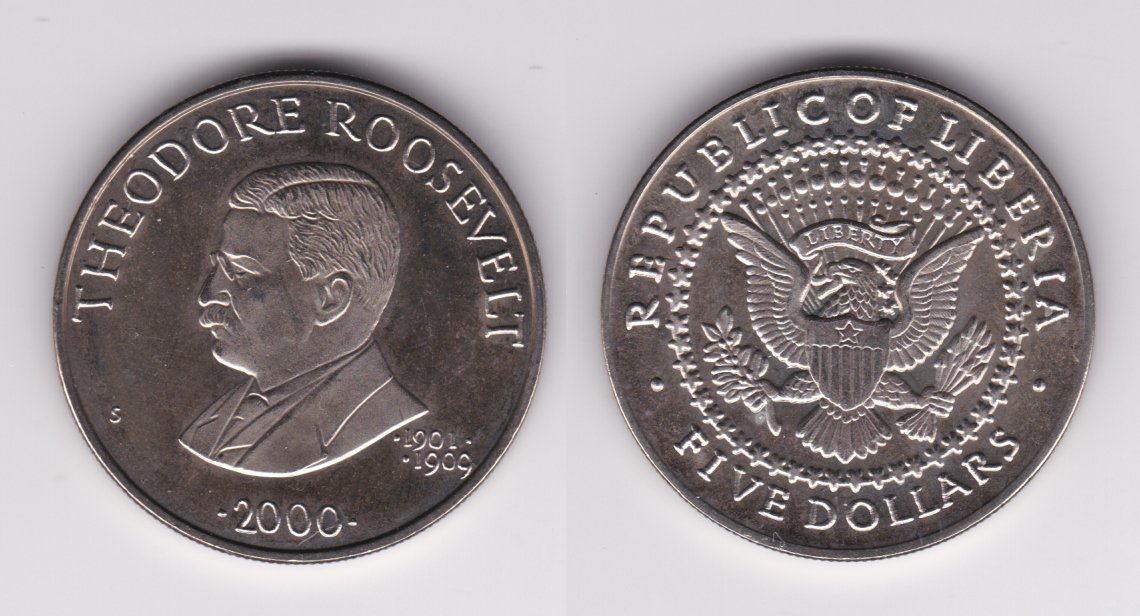 THEODORE ROOSEVELT
S
·1901·
·1909
·2000·
REPUBLIC OF LIBERIA
LIBERTY
· FIVE DOLLARS ·